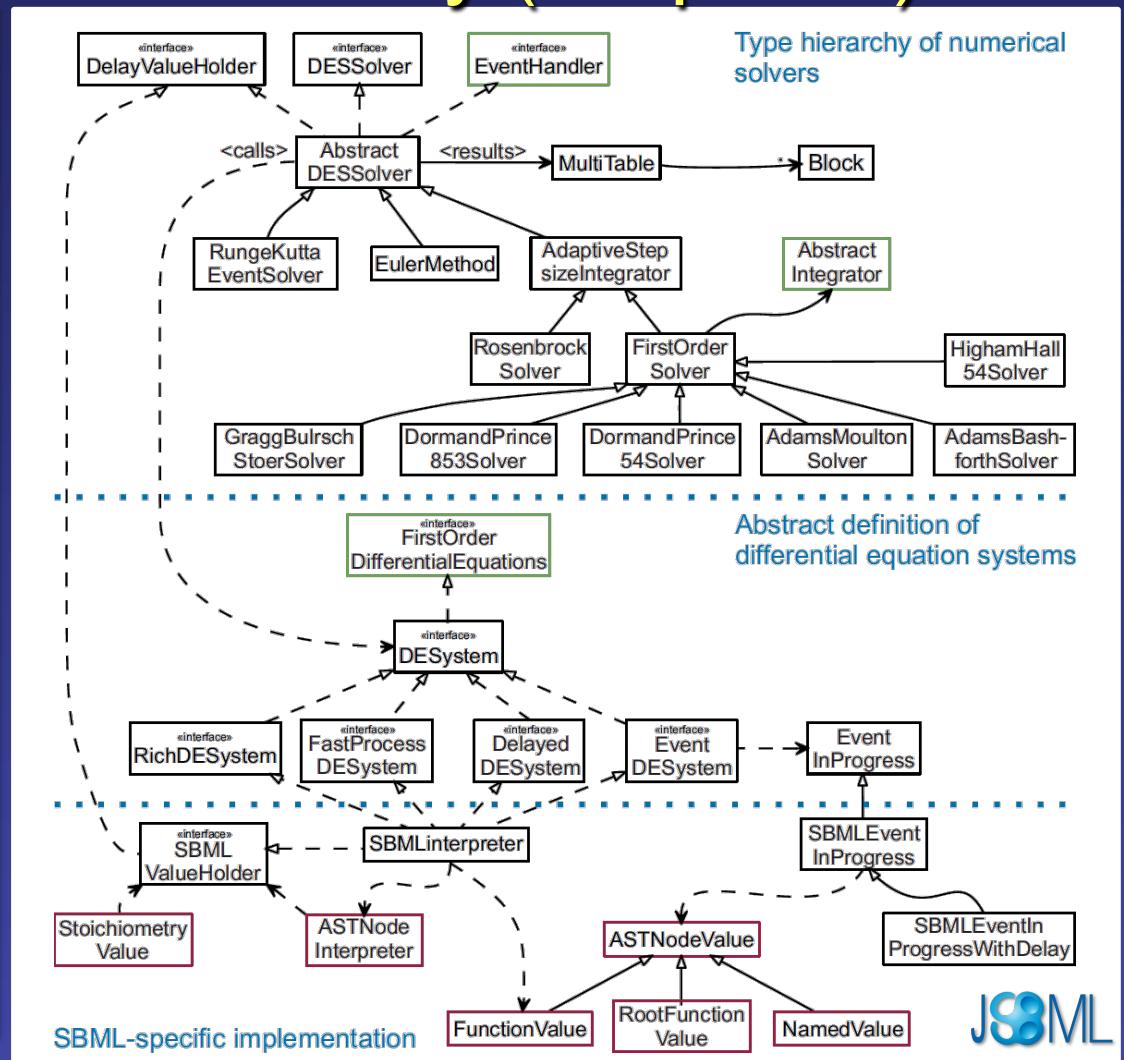 «interface»
DelayValueHolder
«interface»
DESSolver
«interface»
EventHandler
Type hierarchy of numerical
solvers
<calls>
Abstract
DESSolver
<results>
MultiTable
*
Block
RungeKutta
EventSolver
EulerMethod
AdaptiveStep
sizeIntegrator
Abstract
Integrator
Rosenbrock
Solver
FirstOrder
Solver
HighamHall
54Solver
GraggBulrsch
StoerSolver
DormandPrince
853Solver
DormandPrince
54Solver
AdamsMoulton
Solver
AdamsBash-
forthSolver
«interface»
FirstOrder
DifferentialEquations
Abstract definition of
differential equation systems
«interface»
DESystem
«interface»
RichDESystem
«interface»
FastProcess
DESystem
«interface»
Delayed
DESystem
«interface»
Event
DESystem
Event
InProgress
«interface»
SBML
ValueHolder
SBMLinterpreter
SBMLEvent
InProgress
Stoichiometry
Value
ASTNode
Interpreter
ASTNodeValue
SBMLEventIn
ProgressWithDelay
FunctionValue
RootFunction
Value
NamedValue
SBML-specific implementation
JSBML